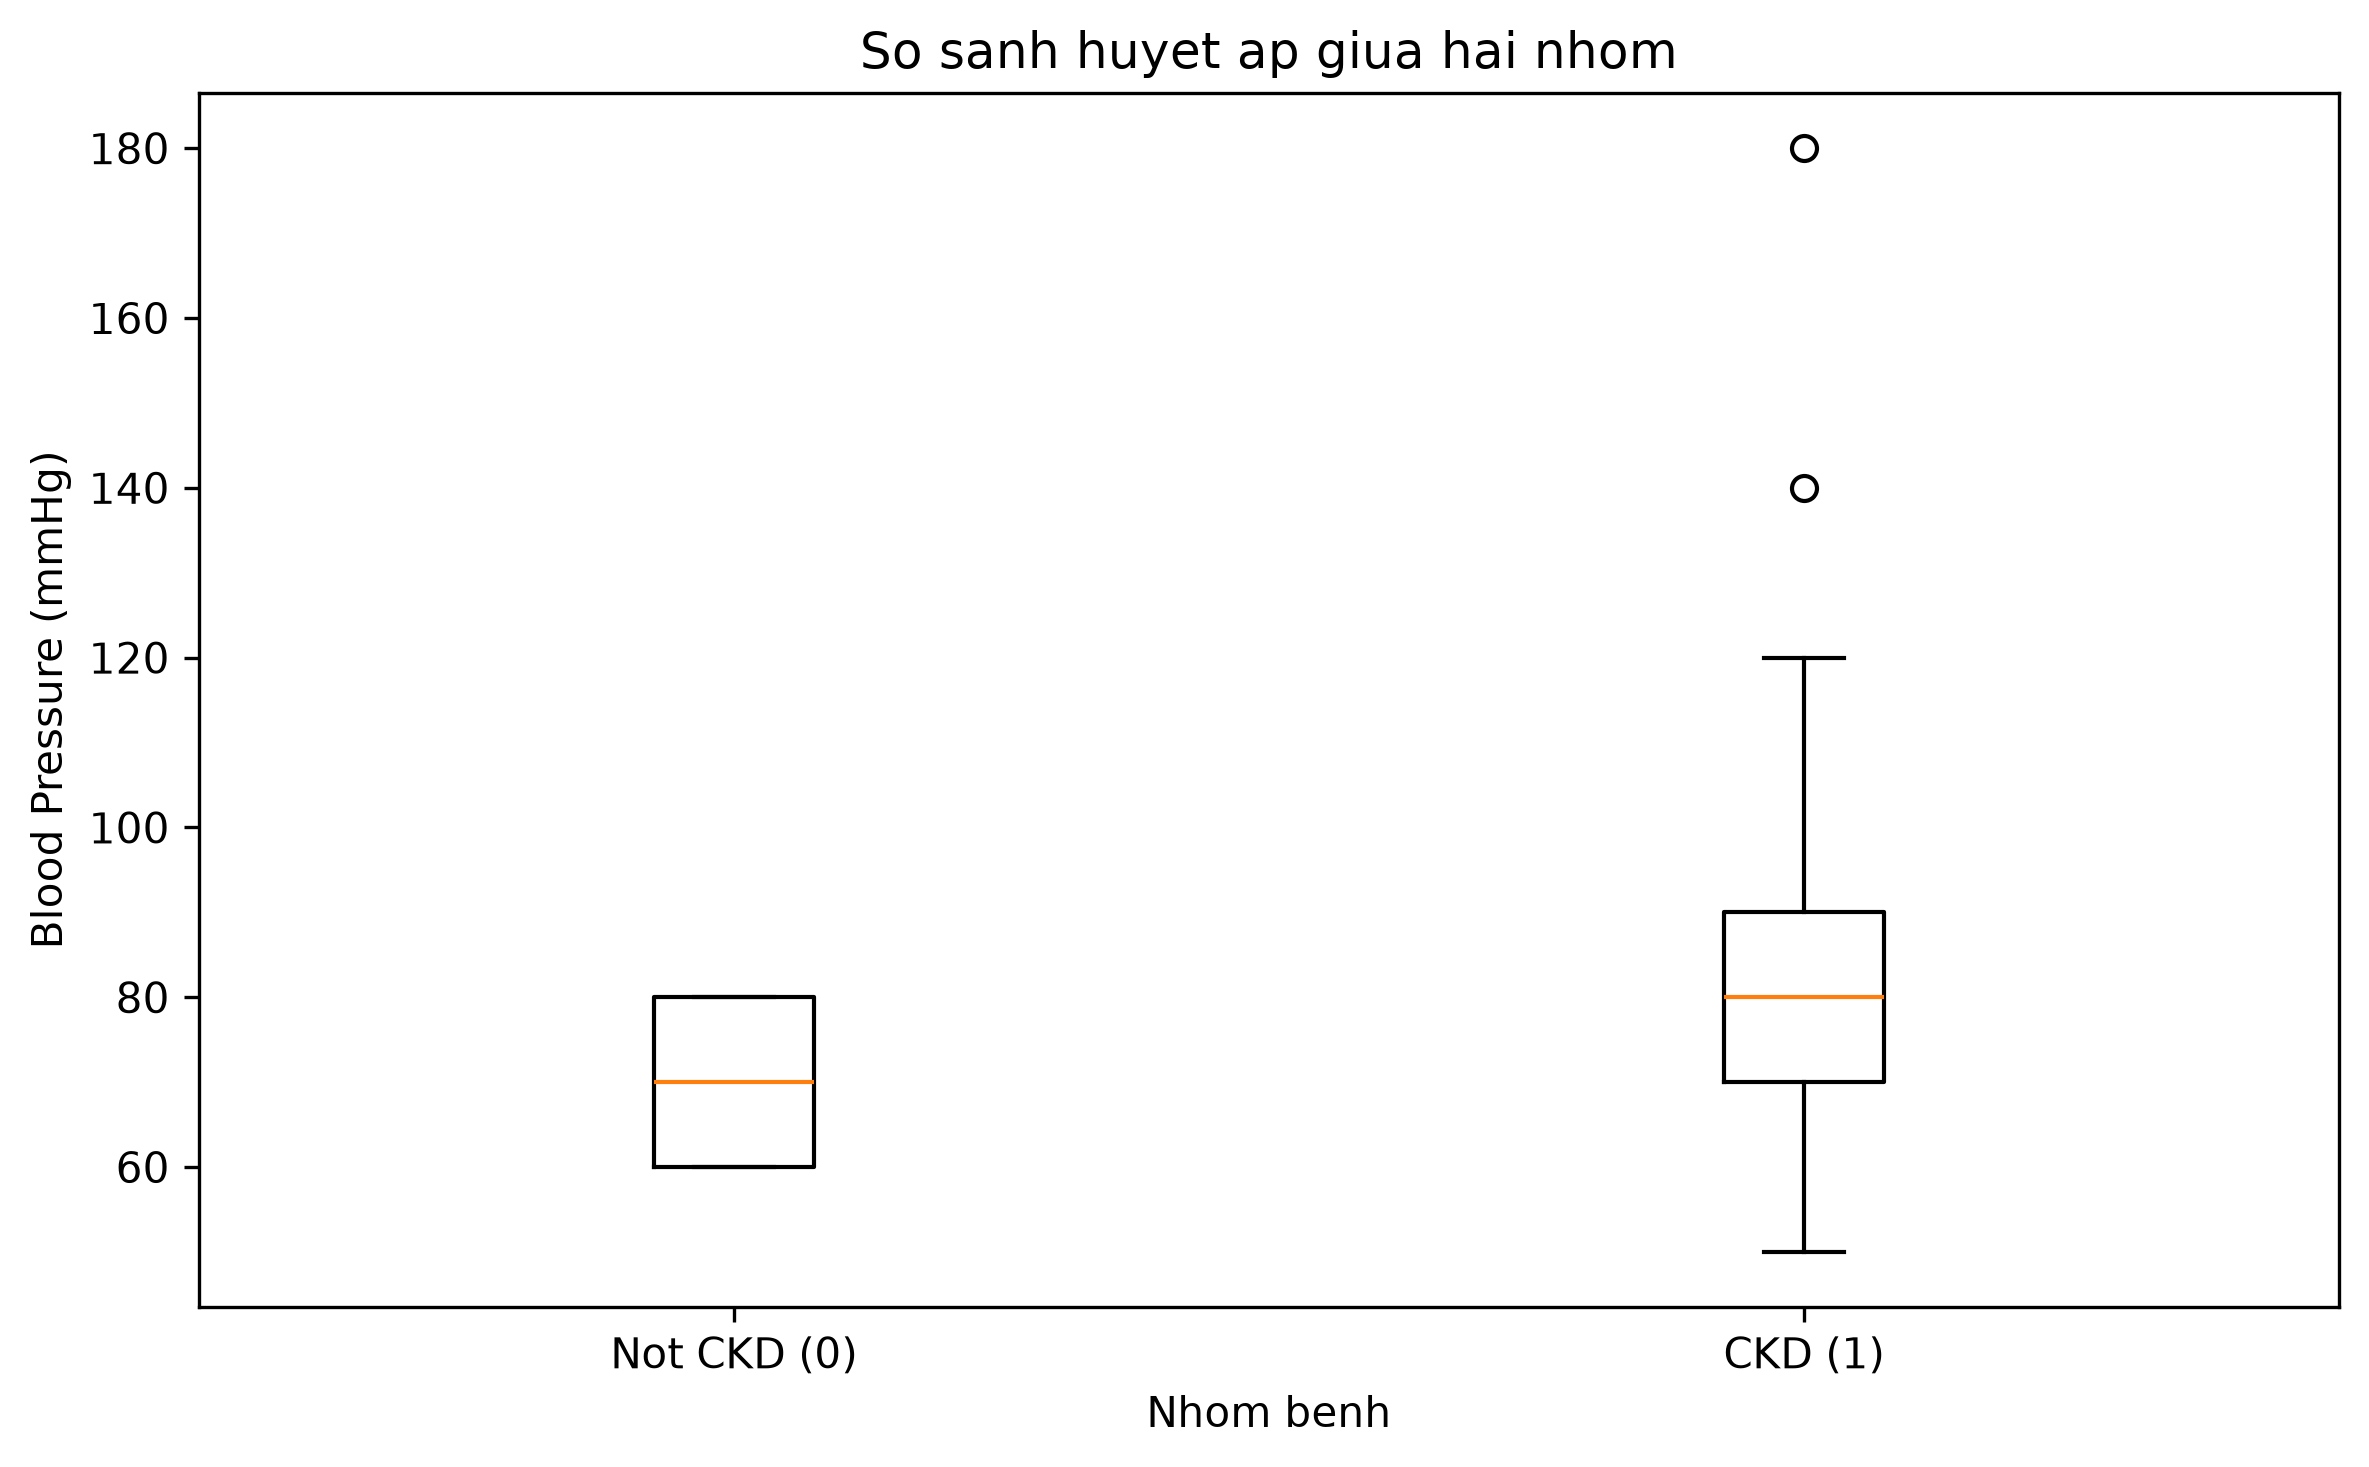 So sanh huyet ap giua hai nhom
Blood Pressure (mmHg)
180
160
140
120
100
80
60
Not CKD (0)
CKD (1)
Nhom benh